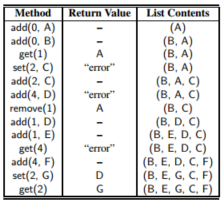 Method Return Value List Contents
add(0, A) – (A)
add(0, B) – (B, A)
get(1) A (B, A)
set(2, C) “error” (B, A)
add(2, C) – (B, A, C)
add(4, D) “error” (B, A, C)
remove(1) A (B, C)
add(1, D) – (B, D, C)
add(1, E) – (B, E, D, C)
get(4) “error” (B, E, D, C)
add(4, F) – (B, E, D, C, F)
set(2, G) D (B, E, G, C, F)
get(2) G (B, E, G, C, F)